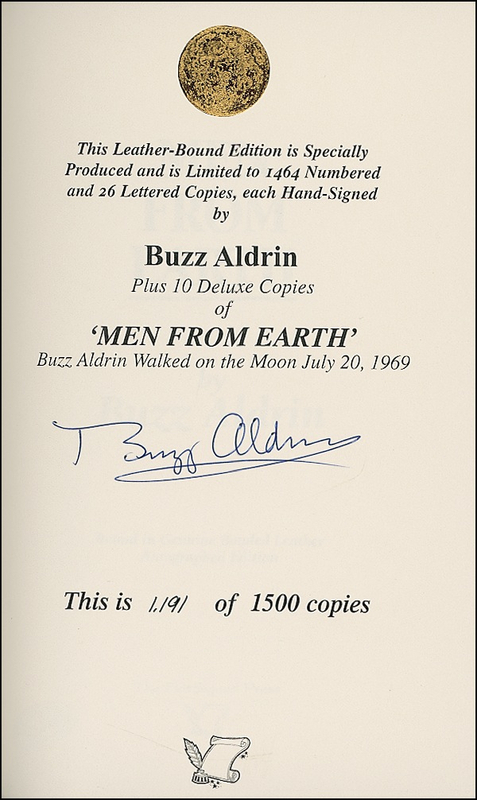 This Leather-Bound Edition is Specially
Produced and is Limited to 1464 Numbered
and 26 Lettered Copies, each Hand-Signed
by
Buzz Aldrin
Plus 10 Deluxe Copies
of
‘MEN FROM EARTH’
Buzz Aldrin Walked on the Moon July 20, 1969
Buzz Aldrin
This is 1,191 of 1500 copies